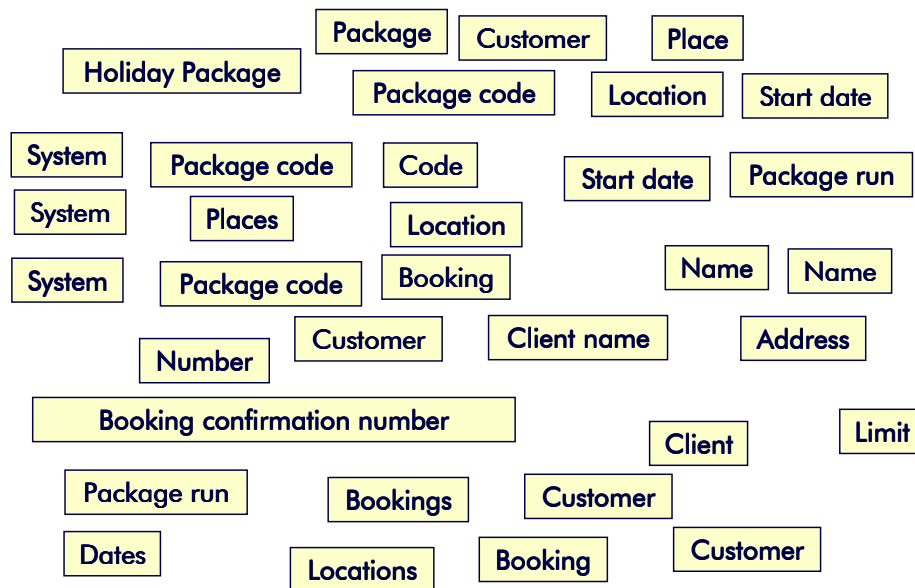 Package
Customer
Place
Holiday Package
Package code
Location
Start date
System
Package code
Code
Start date
Package run
System
Places
Location
System
Package code
Booking
Name
Name
Number
Customer
Client name
Address
Booking confirmation number
Client
Limit
Package run
Bookings
Customer
Dates
Locations
Booking
Customer